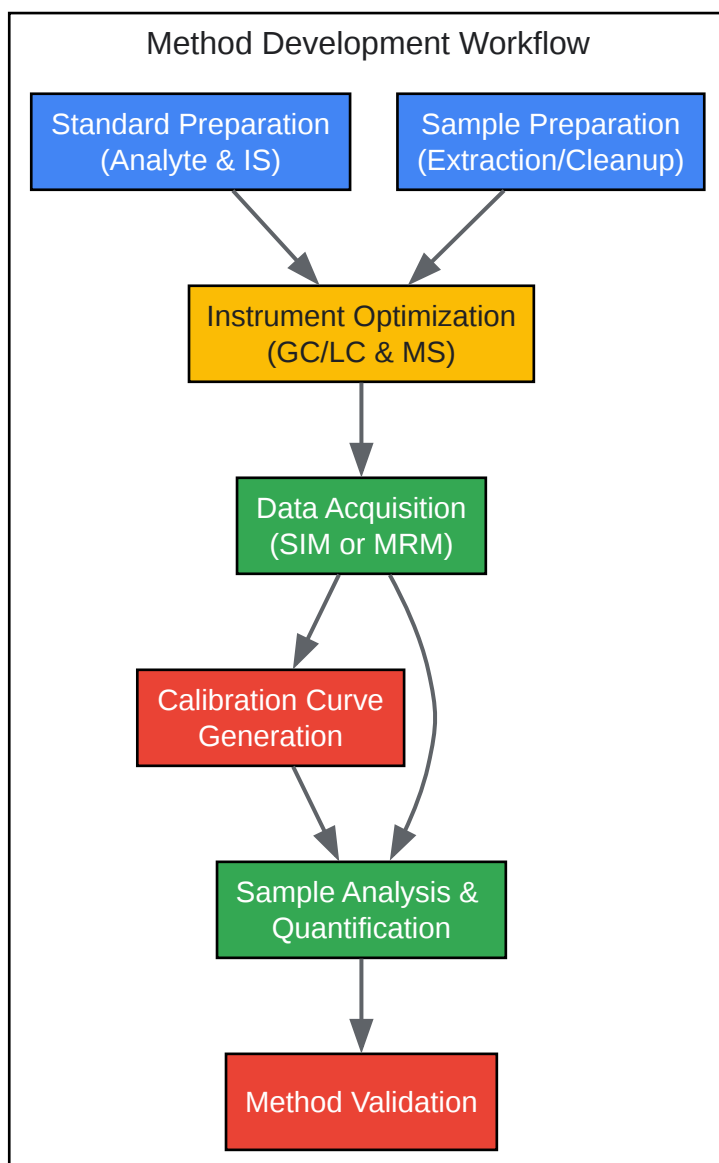 Method Development Workflow
Standard Preparation
(Analyte & IS)
Sample Preparation
(Extraction/Cleanup)
Instrument Optimization
(GC/LC & MS)
Data Acquisition
(SIM or MRM)
Calibration Curve
Generation
Sample Analysis &
Quantification
Method Validation